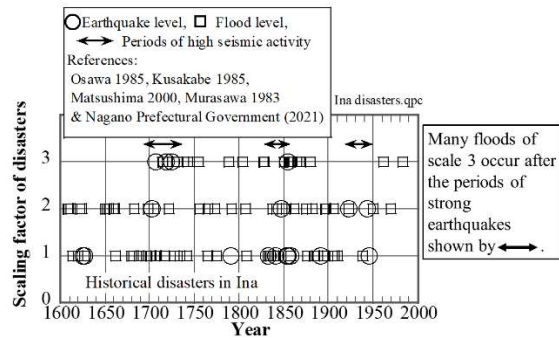 Earthquake level, Flood level,
Periods of high seismic activity
References:
Osawa 1985, Kusakabe 1985,
Matsushima 2000, Murasawa 1983
& Nagano Prefectural Government (2021)
Ina disasters.qpc
Scaling factor of disasters
3
2
1
0
Historical disasters in Ina
1600 1650 1700 1750 1800 1850 1900 1950 2000
Year
Many floods of
scale 3 occur after
the periods of
strong
earthquakes
shown by .